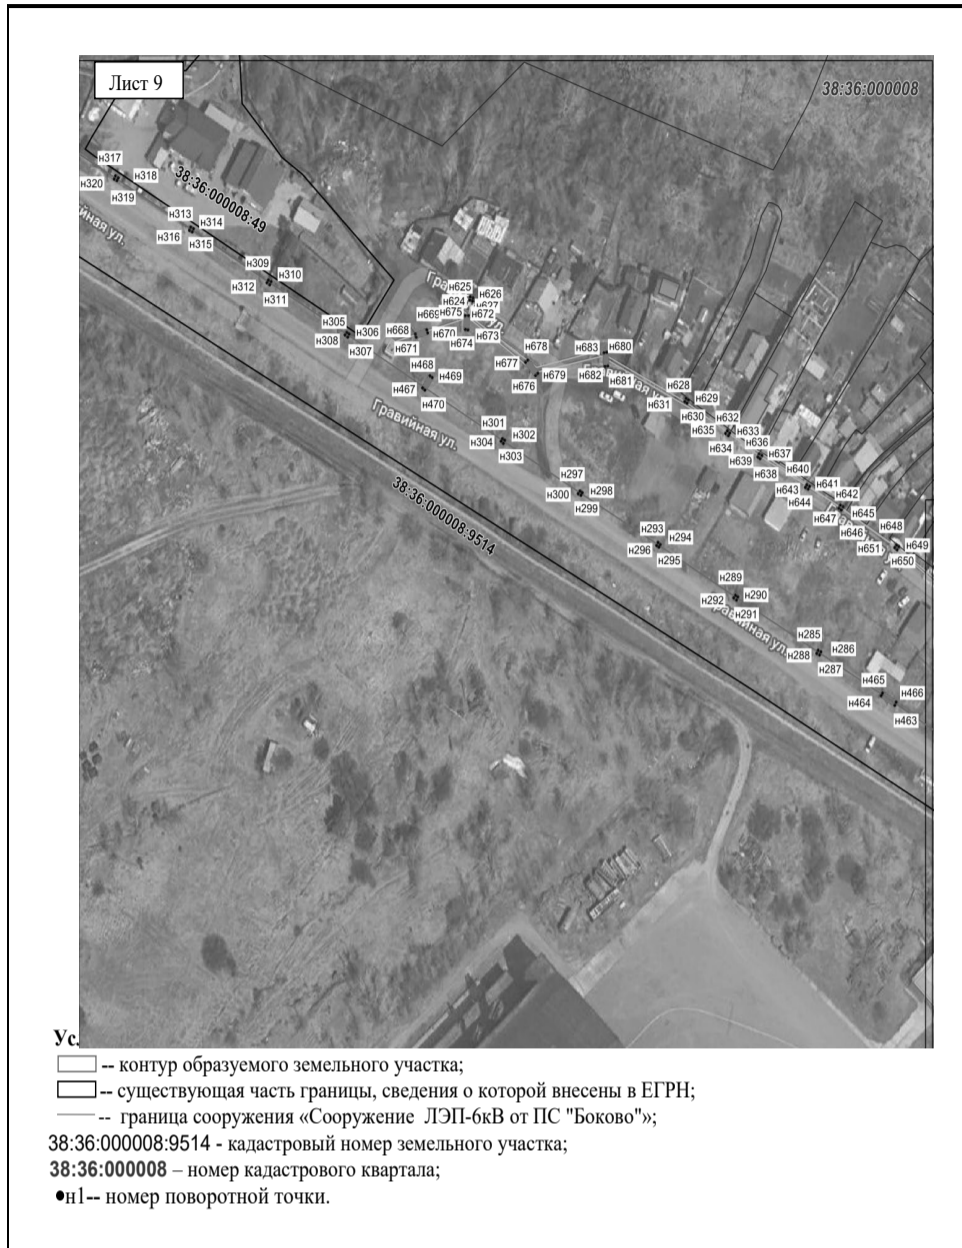 Лист 9
38:36:000008
н317
н318
н320
н319
38:36:000008:49
йная ул.
н313
н314
н316
н315
н309
н310
н312
н311
н305
н306
н308
н307
н625
н626
н624
н627
н675
н672
н669
н668
н670
н673
н674
н671
н678
н683
н680
н677
н679
н676
н682
н681
н468
н469
н467
н470
Гравийная ул.
н631
н628
н629
н630
н632
н635
н633
н634
н636
н639
н637
н638
н640
н643
н641
н644
н642
н647
н645
н646
н648
н651
н649
н650
н301
н302
н304
н303
38:36:000008:9514
н297
н300
н298
н299
н293
н294
н296
н295
н289
н290
н292
н291
н285
н286
н288
н287
н465
н466
н464
н463
Ус.
-- контур образуемого земельного участка;
-- существующая часть границы, сведения о которой внесены в ЕГРН;
-- граница сооружения «Сооружение ЛЭП-6кВ от ПС "Боково"»;
38:36:000008:9514 - кадастровый номер земельного участка;
38:36:000008 – номер кадастрового квартала;
●н1-- номер поворотной точки.